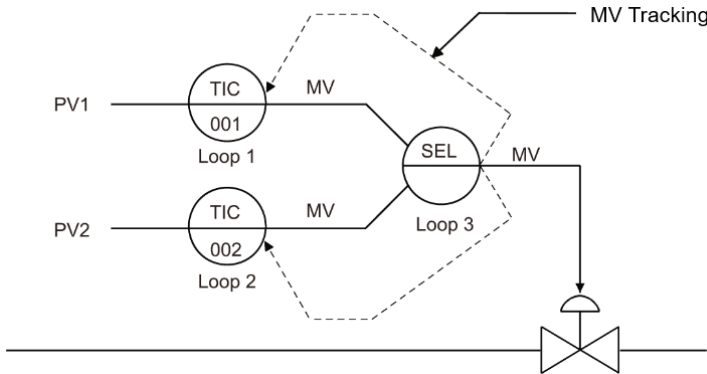 MV Tracking
PV1
TIC
001
MV
Loop 1
SEL
MV
Loop 3
PV2
TIC
002
MV
Loop 2